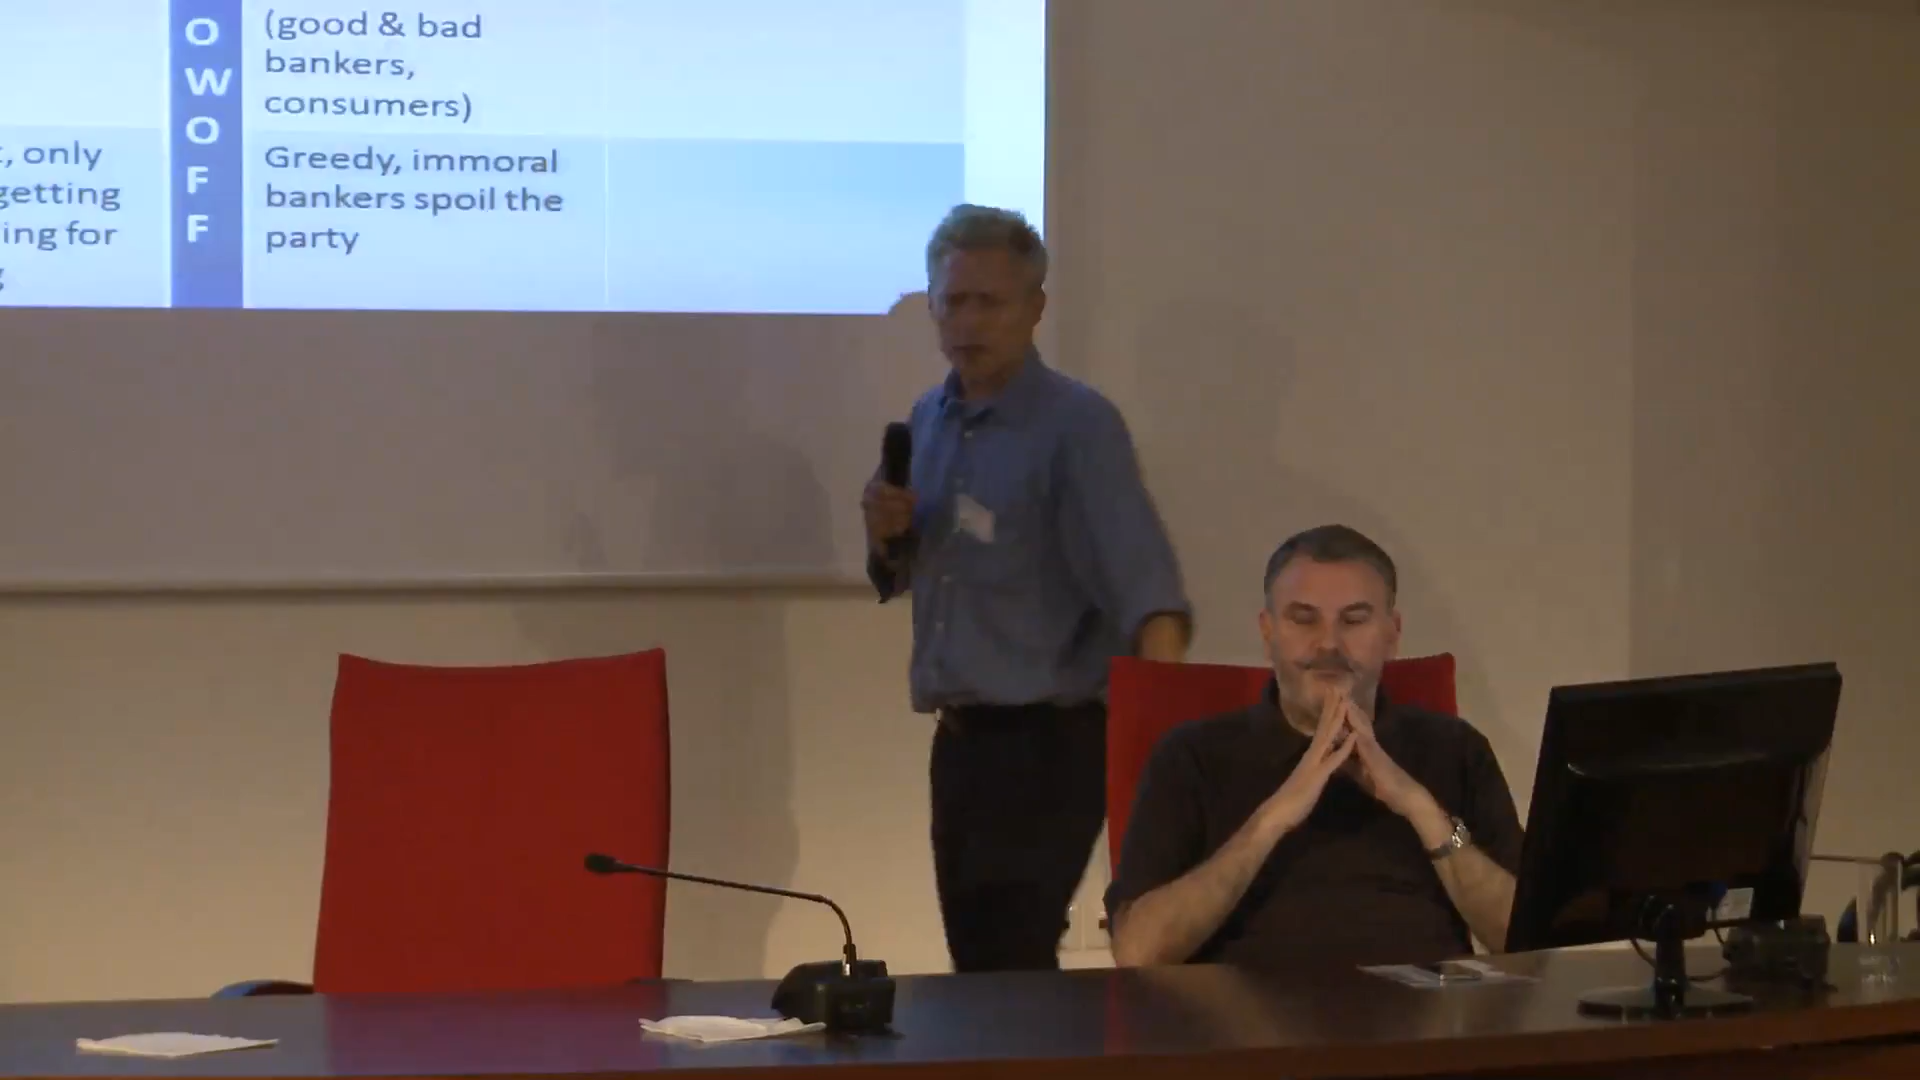 O
W
O
F
F
(good & bad
bankers,
consumers)
, only
getting
ing for
Greedy, immoral
bankers spoil the
party